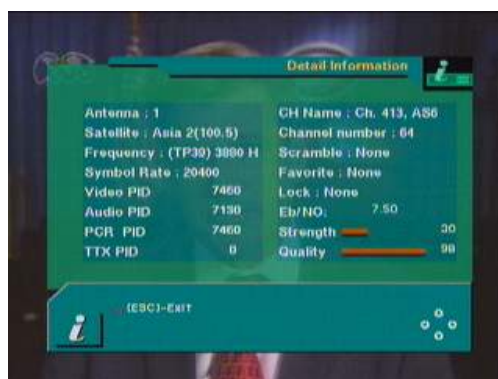 Detail Information
Antenna : 1
Satellite : Asia 2(100.5)
Frequency : (TP39) 3890 H
Symbol Rate : 20400
Video PID 7460
Audio PID 7130
PCR PID 7460
TTX PID 0
CH Name : Ch. 413, AS6
Channel number : 64
Scramble : None
Favorite : None
Lock : None
Eb/NO: 7.50
Strength 30
Quality 98
(ESC)-Exit